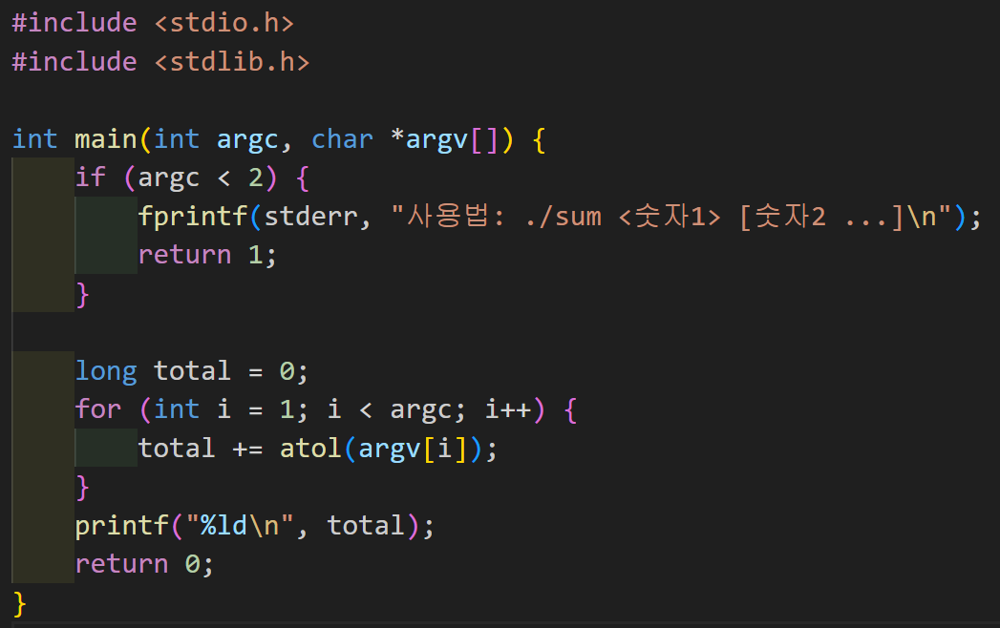 #include <stdio.h>
#include <stdlib.h>

int main(int argc, char *argv[]) {
    if (argc < 2) {
        fprintf(stderr, "사용법: ./sum <숫자1> [숫자2 ...]\n");
        return 1;
    }

    long total = 0;
    for (int i = 1; i < argc; i++) {
        total += atol(argv[i]);
    }
    printf("%ld\n", total);
    return 0;
}